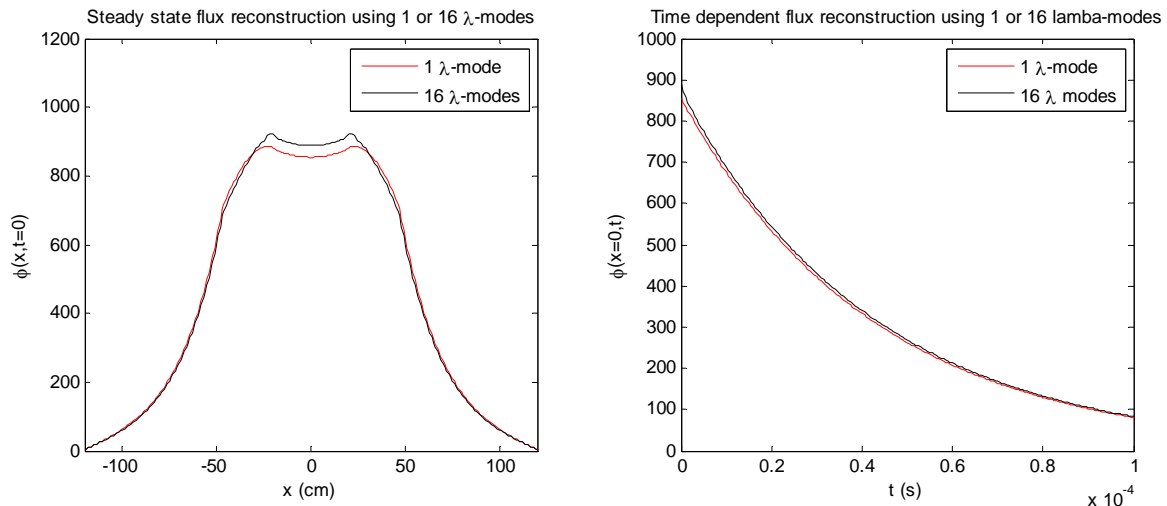 Steady state flux reconstruction using 1 or 16 λ-modes
1200
1000
800
600
400
200
0
ϕ(x,t=0)
-100
-50
0
50
100
x (cm)
1 λ-mode
16 λ-modes
Time dependent flux reconstruction using 1 or 16 lamba-modes
1000
900
800
700
600
500
400
300
200
100
0
ϕ(x=0,t)
0
0.2
0.4
0.6
0.8
1
t (s)
x 10⁻⁴
1 λ-mode
16 λ modes